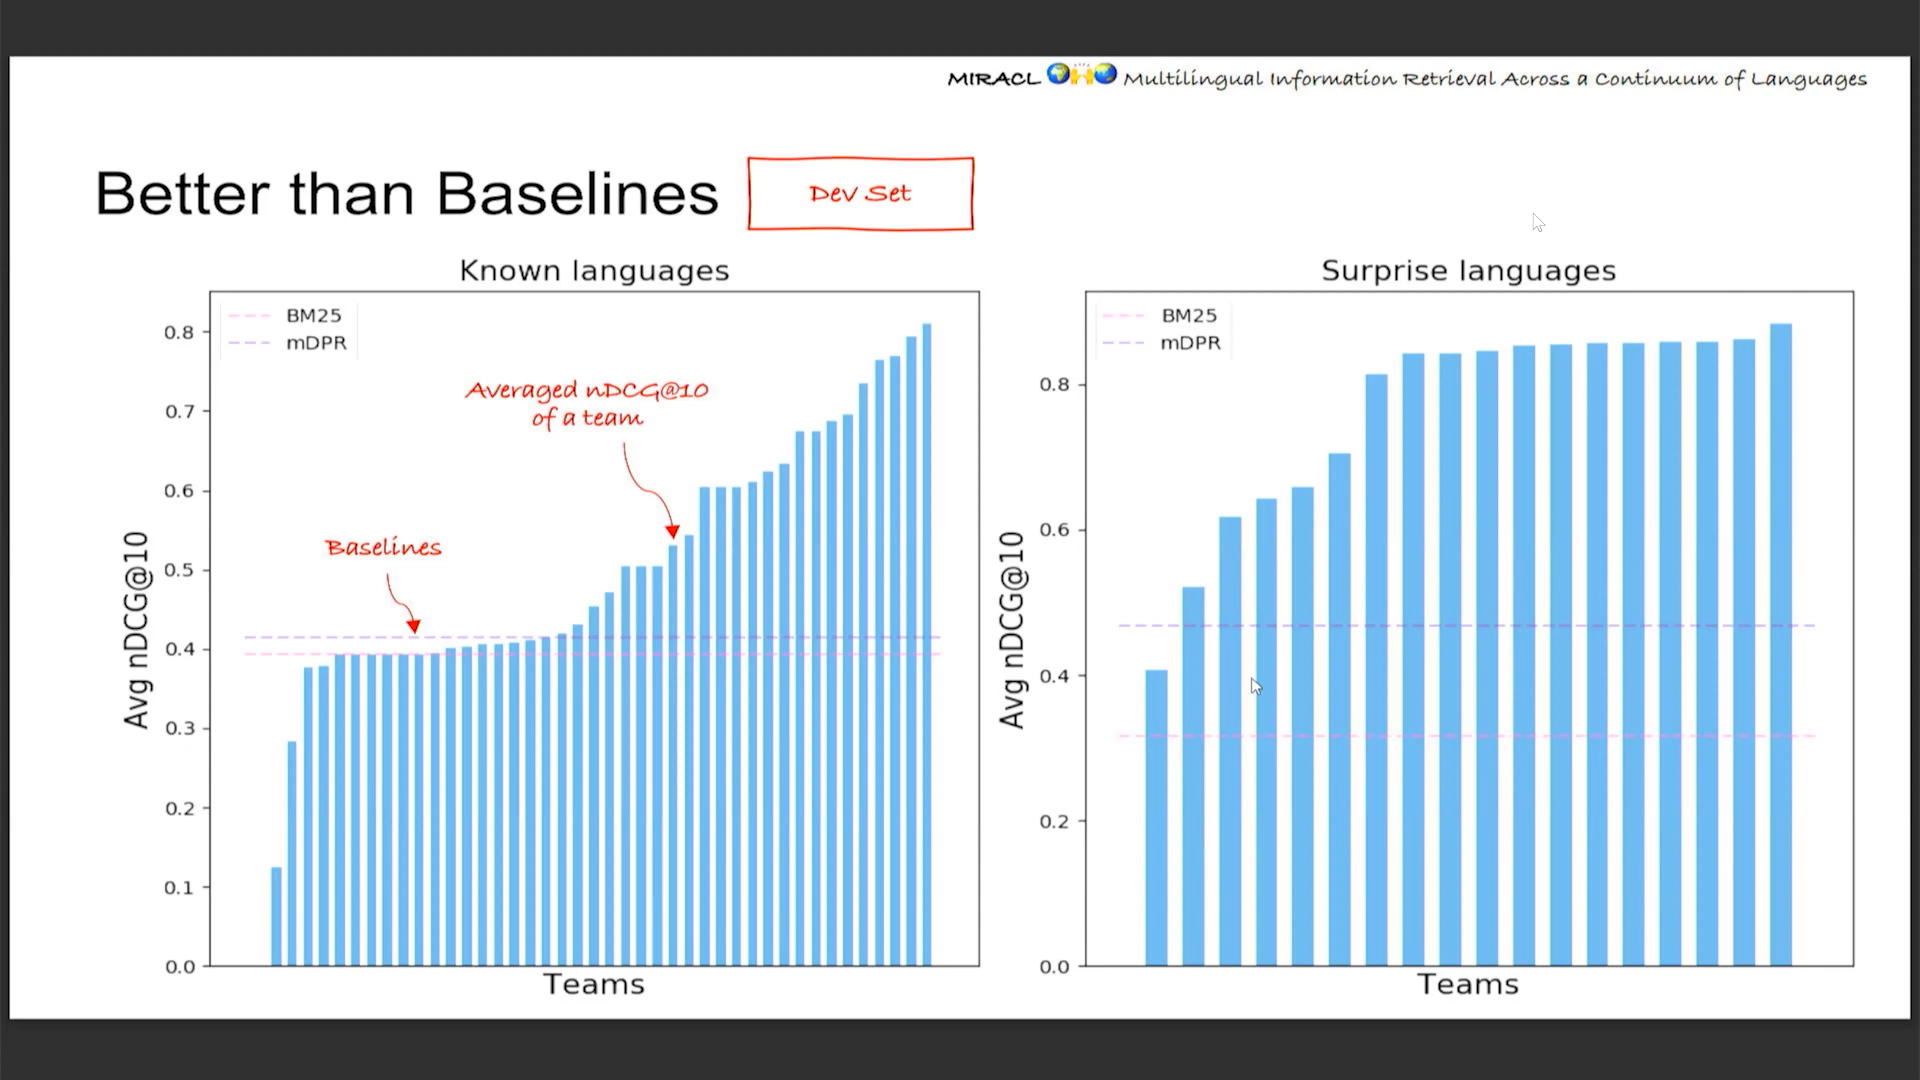 MIRACL Multilingual Information Retrieval Across a Continuum of Languages
Better than Baselines
Dev Set
Known languages
BM25
mDPR
Averaged nDCG@10
of a team
Baselines
Avg nDCG@10
0.8
0.7
0.6
0.5
0.4
0.3
0.2
0.1
0.0
Teams
Surprise languages
BM25
mDPR
Avg nDCG@10
0.8
0.6
0.4
0.2
0.0
Teams